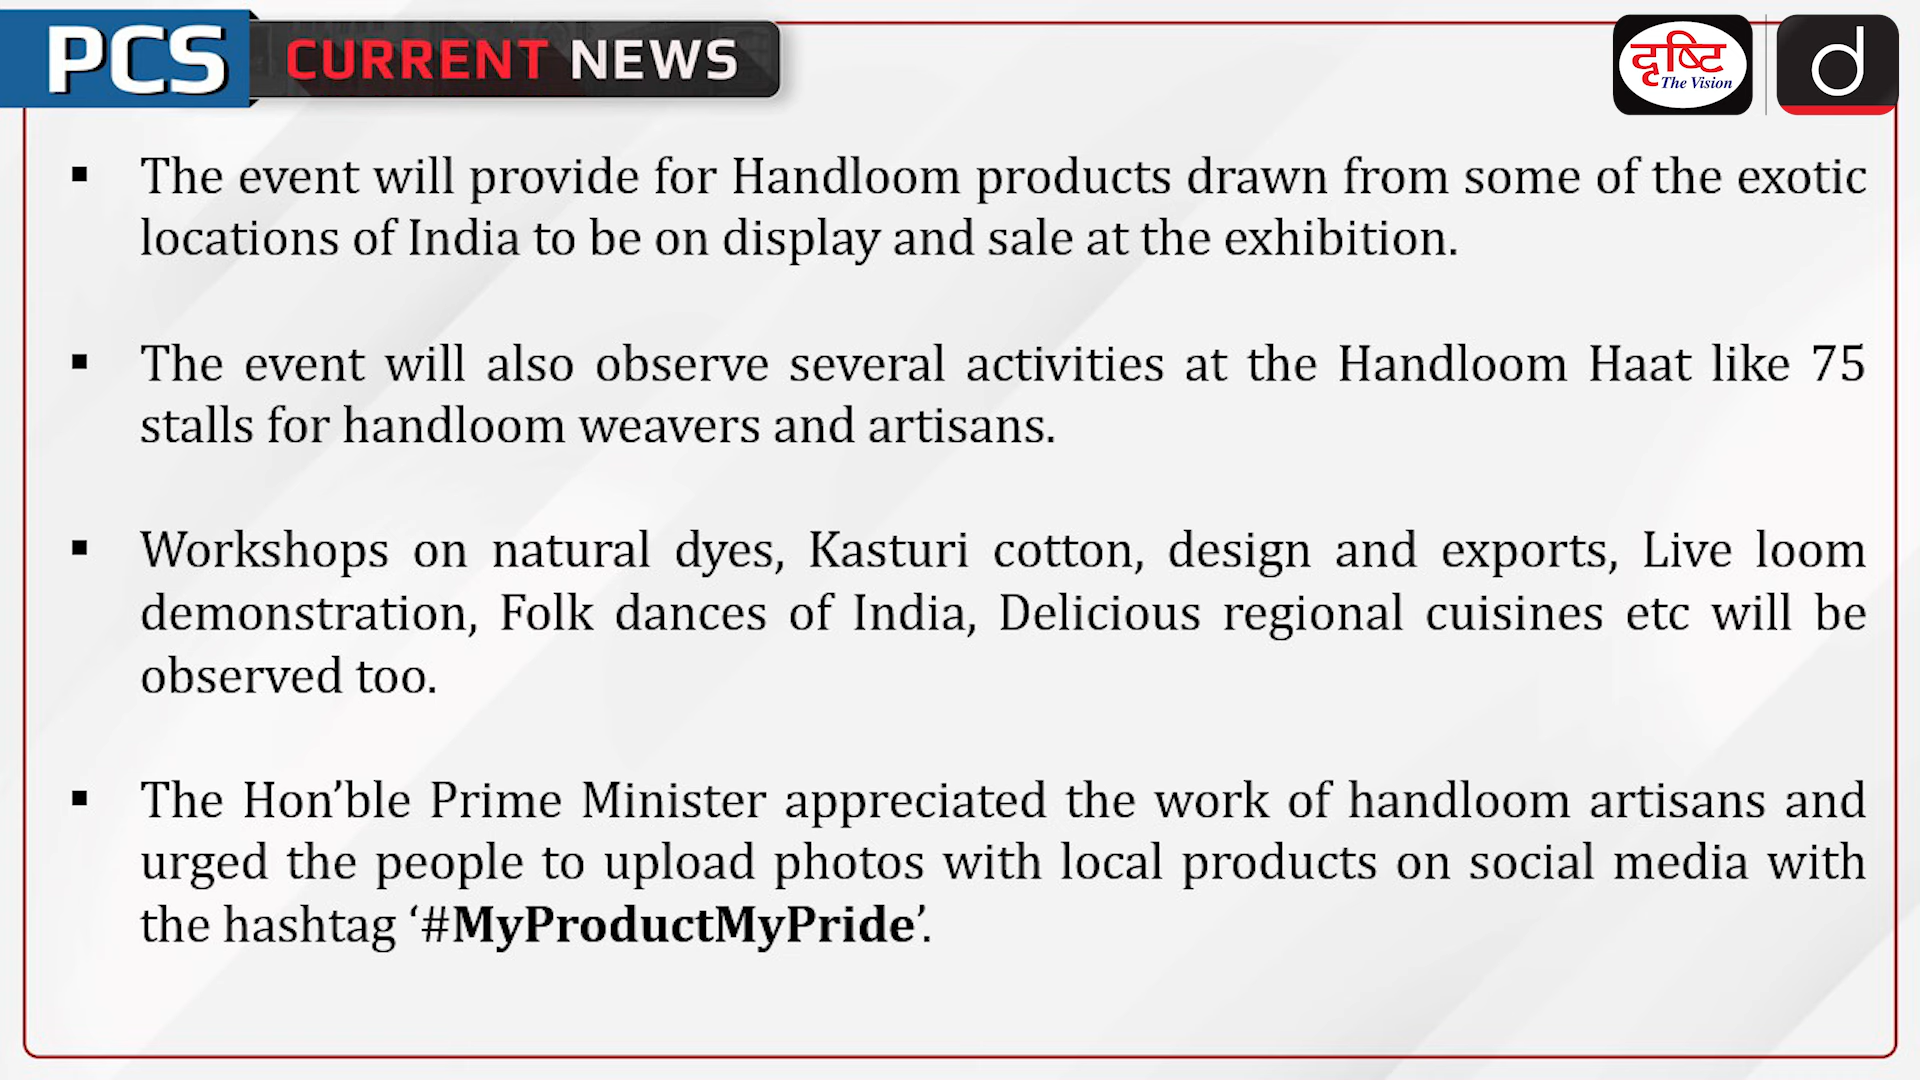 PCS CURRENT NEWS
दृष्टि
The Vision
d
▪ The event will provide for Handloom products drawn from some of the exotic
locations of India to be on display and sale at the exhibition.
▪ The event will also observe several activities at the Handloom Haat like 75
stalls for handloom weavers and artisans.
▪ Workshops on natural dyes, Kasturi cotton, design and exports, Live loom
demonstration, Folk dances of India, Delicious regional cuisines etc will be
observed too.
▪ The Hon’ble Prime Minister appreciated the work of handloom artisans and
urged the people to upload photos with local products on social media with
the hashtag ‘#MyProductMyPride’.